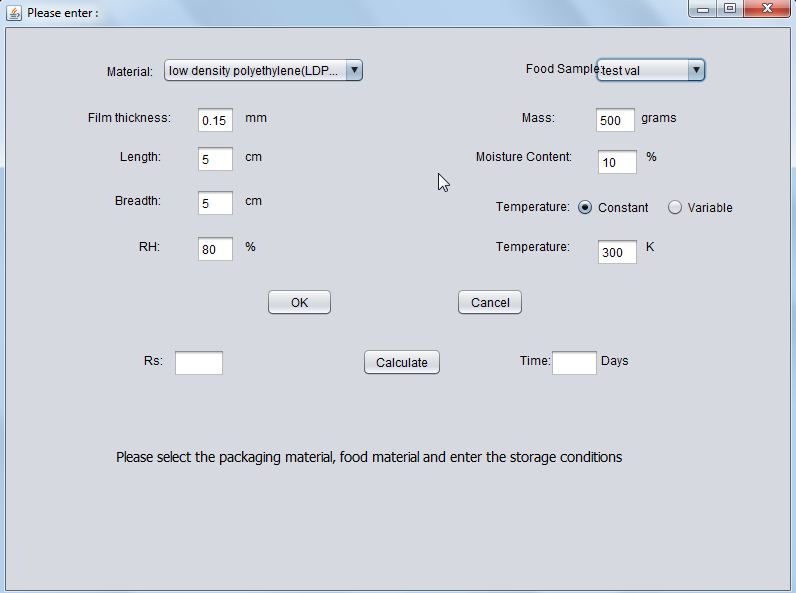 Please enter :
Material: low density polyethylene(LDP... Food Sample: test val
Film thickness: 0.15 mm Mass: 500 grams
Length: 5 cm Moisture Content: 10 %
Breadth: 5 cm Temperature: Constant Variable
RH: 80 % Temperature: 300 K
OK Cancel
Rs: Calculate Time: Days
Please select the packaging material, food material and enter the storage conditions